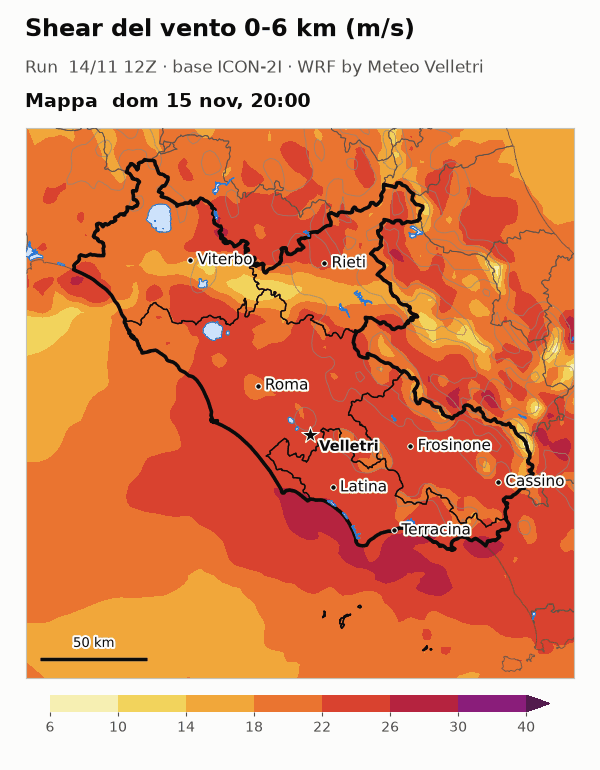 Shear del vento 0-6 km (m/s)
Run  14/11 12Z · base ICON-2I · WRF by Meteo Velletri
Mappa  dom 15 nov, 20:00
Viterbo
Rieti
Roma
Velletri
Frosinone
Cassino
Latina
Terracina
50 km
6 10 14 18 22 26 30 40